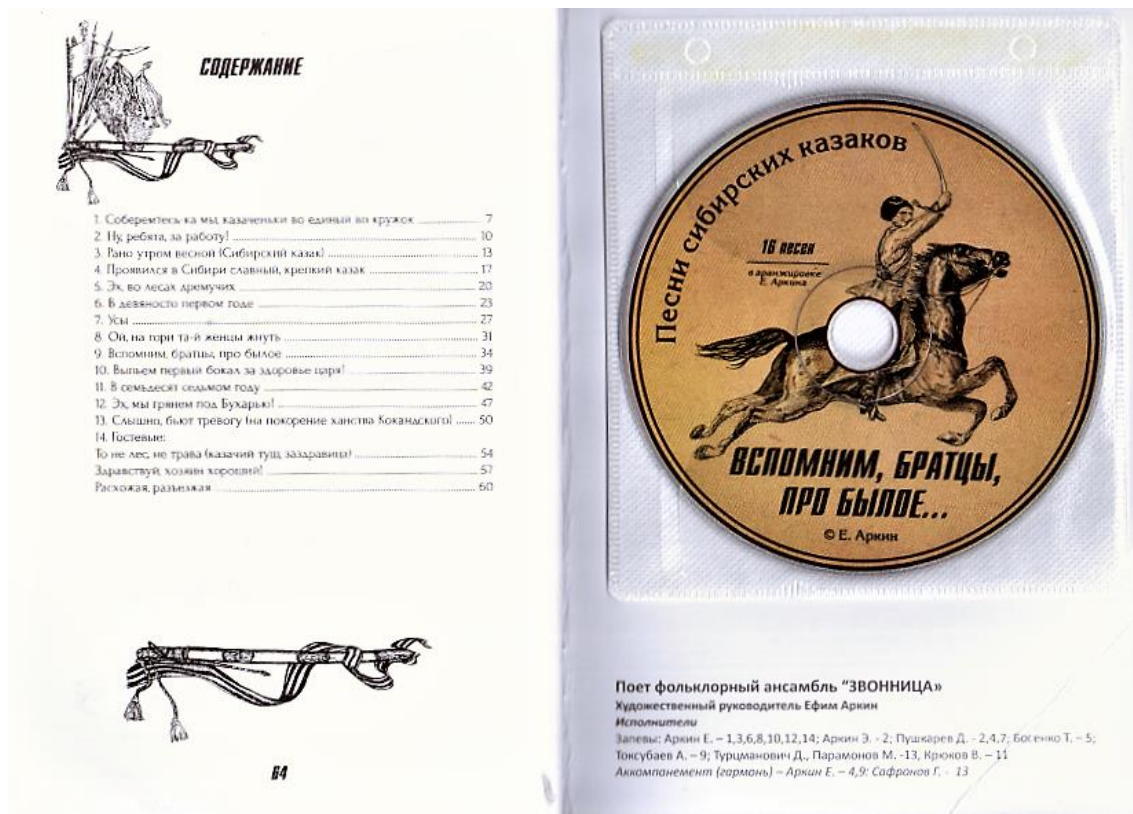 СОДЕРЖАНИЕ
1. Соберемтесь-ка мы, казаченьки во единый во кружок 7
2. Ну, ребята, за работу! 10
3. Рано утром весной (Сибирский казак) 13
4. Проявился в Сибири славный, крепкий казак 17
5. Эх, во лесах дремучих 20
6. В девяносто первом годе 23
7. Усы 27
8. Ой, на гори та-й женцы жнуть 31
9. Вспомним, братцы, про былое 34
10. Выпьем первый бокал за здоровье царя! 39
11. В семьдесят седьмом году 42
12. Эх, мы грянем под Бухарью! 47
13. Слышно, бьют тревогу (на покорение ханства Кокандского) 50
14. Гостевые:
То не лес, не трава (казачий туш, заздравица) 54
Здравствуй, хозяин хороший! 57
Расхожая, разъезжая 60
64
Песни сибирских казаков
16 песен
в аранжировке
Е. Аркина
ВСПОМНИМ, БРАТЦЫ,
ПРО БЫЛОЕ...
© Е. Аркин
Поет фольклорный ансамбль “ЗВОННИЦА»
Художественный руководитель Ефим Аркин
Исполнители
Запевы: Аркин Е. – 1,3,6,8,10,12,14; Аркин Э. - 2; Пушкарев Д. - 2,4,7; Босенко Т. – 5;
Токсубаев А. – 9; Турцманович Д., Парамонов М. -13, Крюков В. – 11
Аккомпанемент (гармонь) – Аркин Е. – 4,9: Сафронов Г. - 13